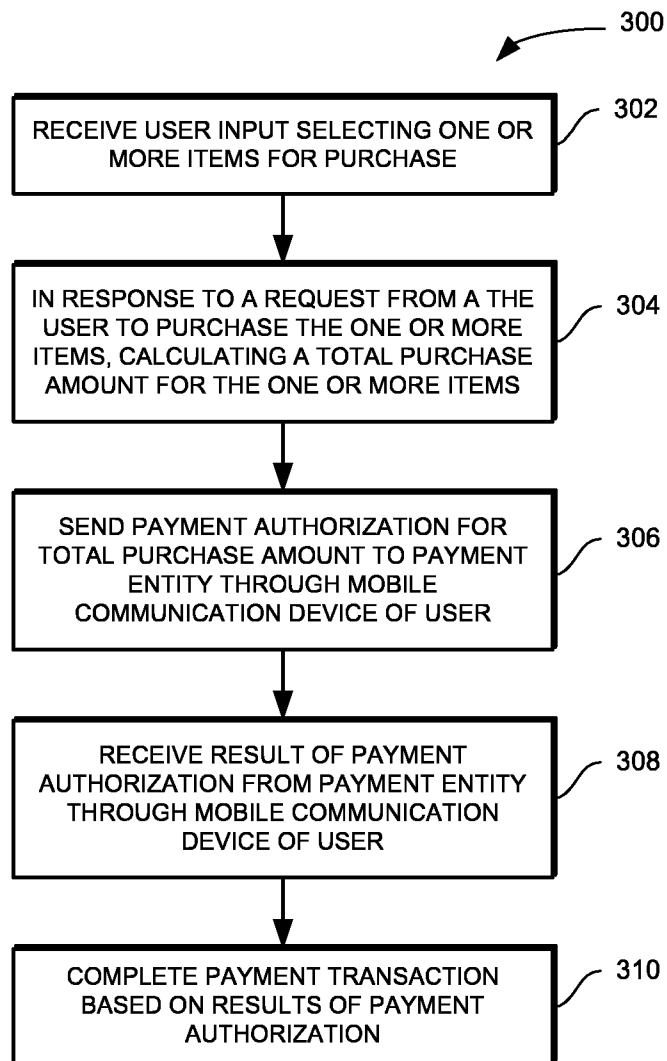 300
RECEIVE USER INPUT SELECTING ONE OR
MORE ITEMS FOR PURCHASE
302
IN RESPONSE TO A REQUEST FROM A THE
USER TO PURCHASE THE ONE OR MORE
ITEMS, CALCULATING A TOTAL PURCHASE
AMOUNT FOR THE ONE OR MORE ITEMS
304
SEND PAYMENT AUTHORIZATION FOR
TOTAL PURCHASE AMOUNT TO PAYMENT
ENTITY THROUGH MOBILE
COMMUNICATION DEVICE OF USER
306
RECEIVE RESULT OF PAYMENT
AUTHORIZATION FROM PAYMENT ENTITY
THROUGH MOBILE COMMUNICATION
DEVICE OF USER
308
COMPLETE PAYMENT TRANSACTION
BASED ON RESULTS OF PAYMENT
AUTHORIZATION
310